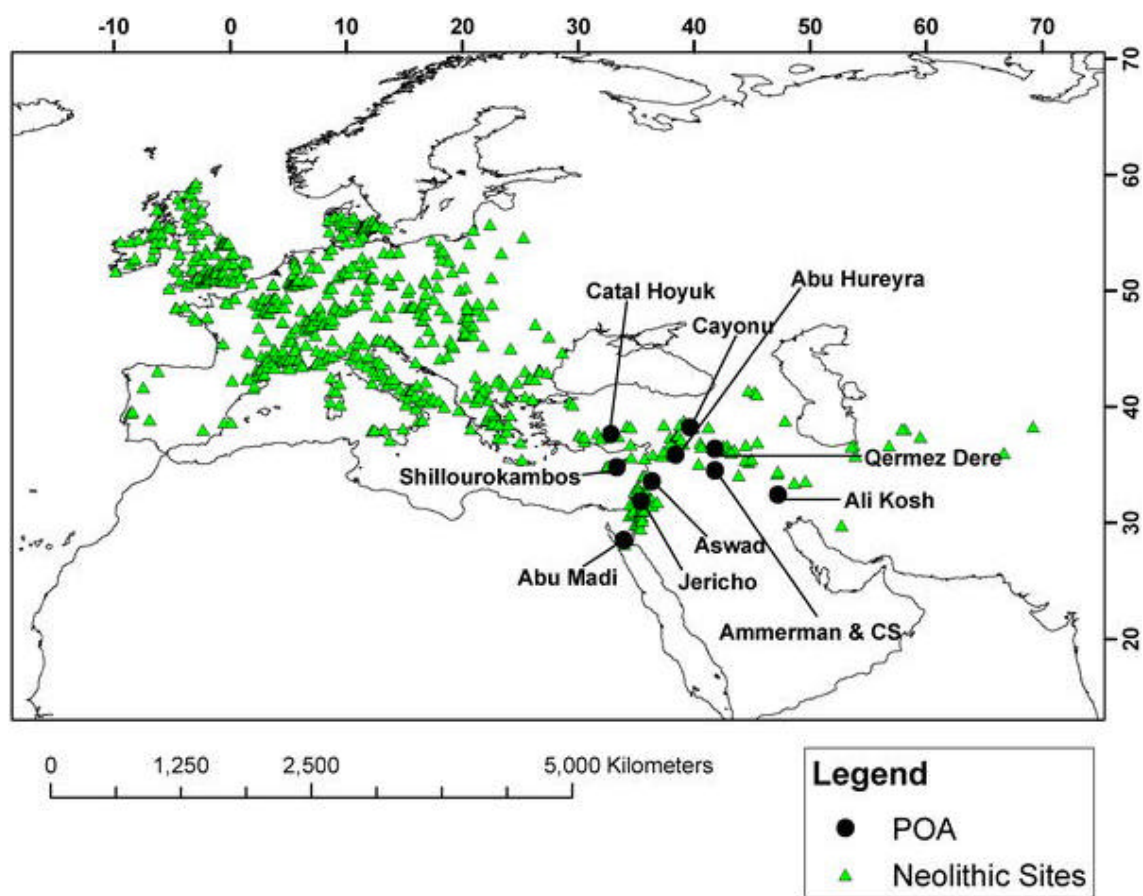 -10 0 10 20 30 40 50 60 70
70
60
50
40
30
20
Abu Hureyra
Catal Hoyuk
Cayonu
Shillourokambos
Qermez Dere
Ali Kosh
Aswad
Abu Madi
Jericho
Ammerman & CS
0 1,250 2,500 5,000 Kilometers
Legend
POA
Neolithic Sites